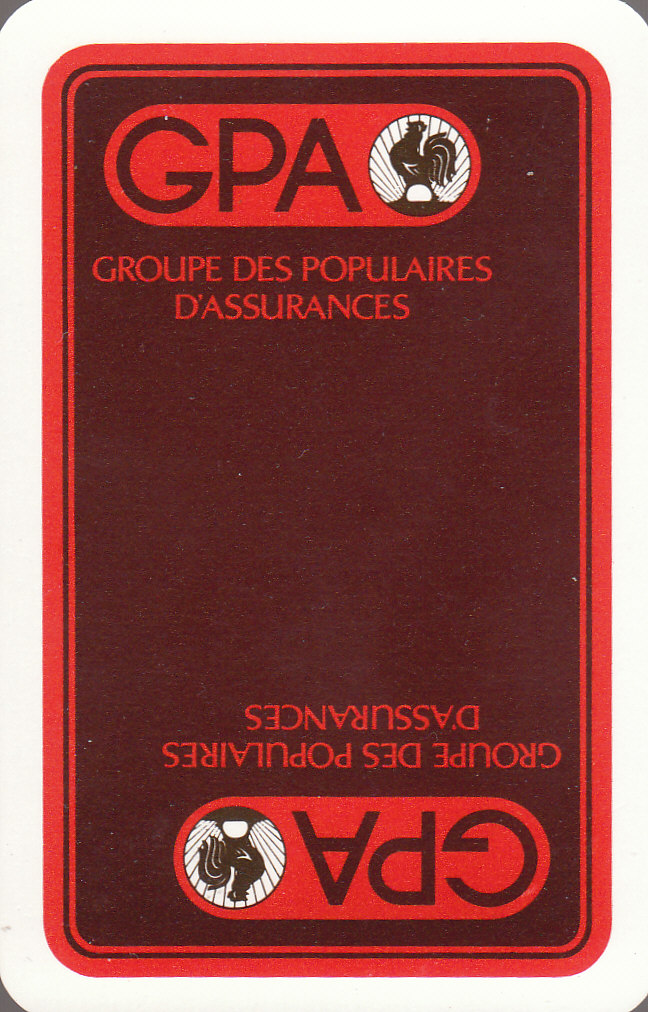 GPA
GROUPE DES POPULAIRES
D'ASSURANCES
D'ASSURANCES
GROUPE DES POPULAIRES
GPA